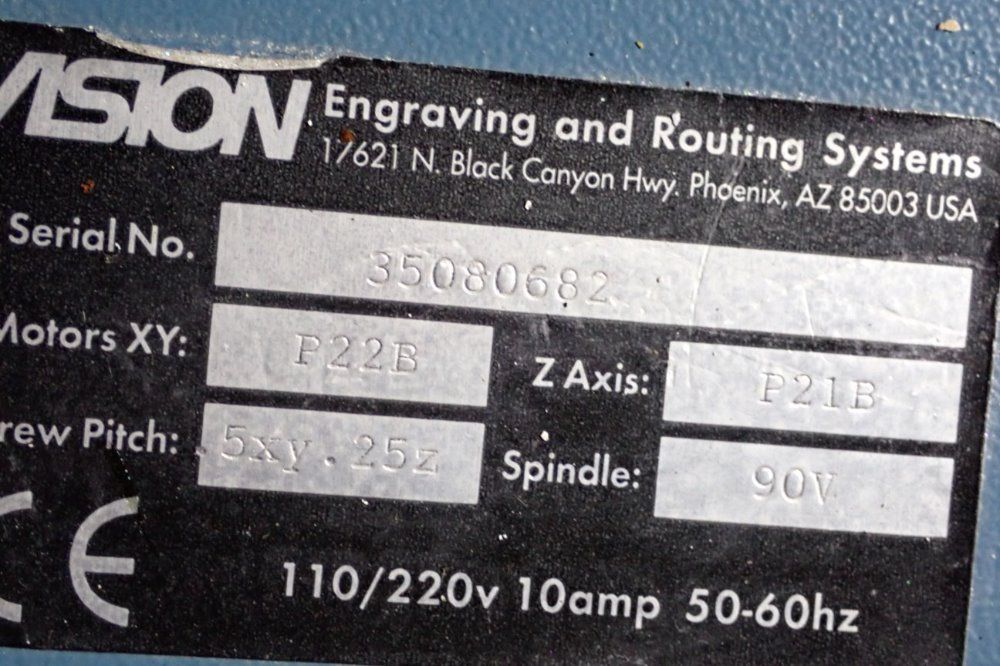 VISION Engraving and Routing Systems
17621 N. Black Canyon Hwy. Phoenix, AZ 85003 USA
Serial No. 35080682
Motors XY: P22B Z Axis: P21B
rew Pitch: .5xy .25z Spindle: 90V
CE 110/220v 10amp 50-60hz